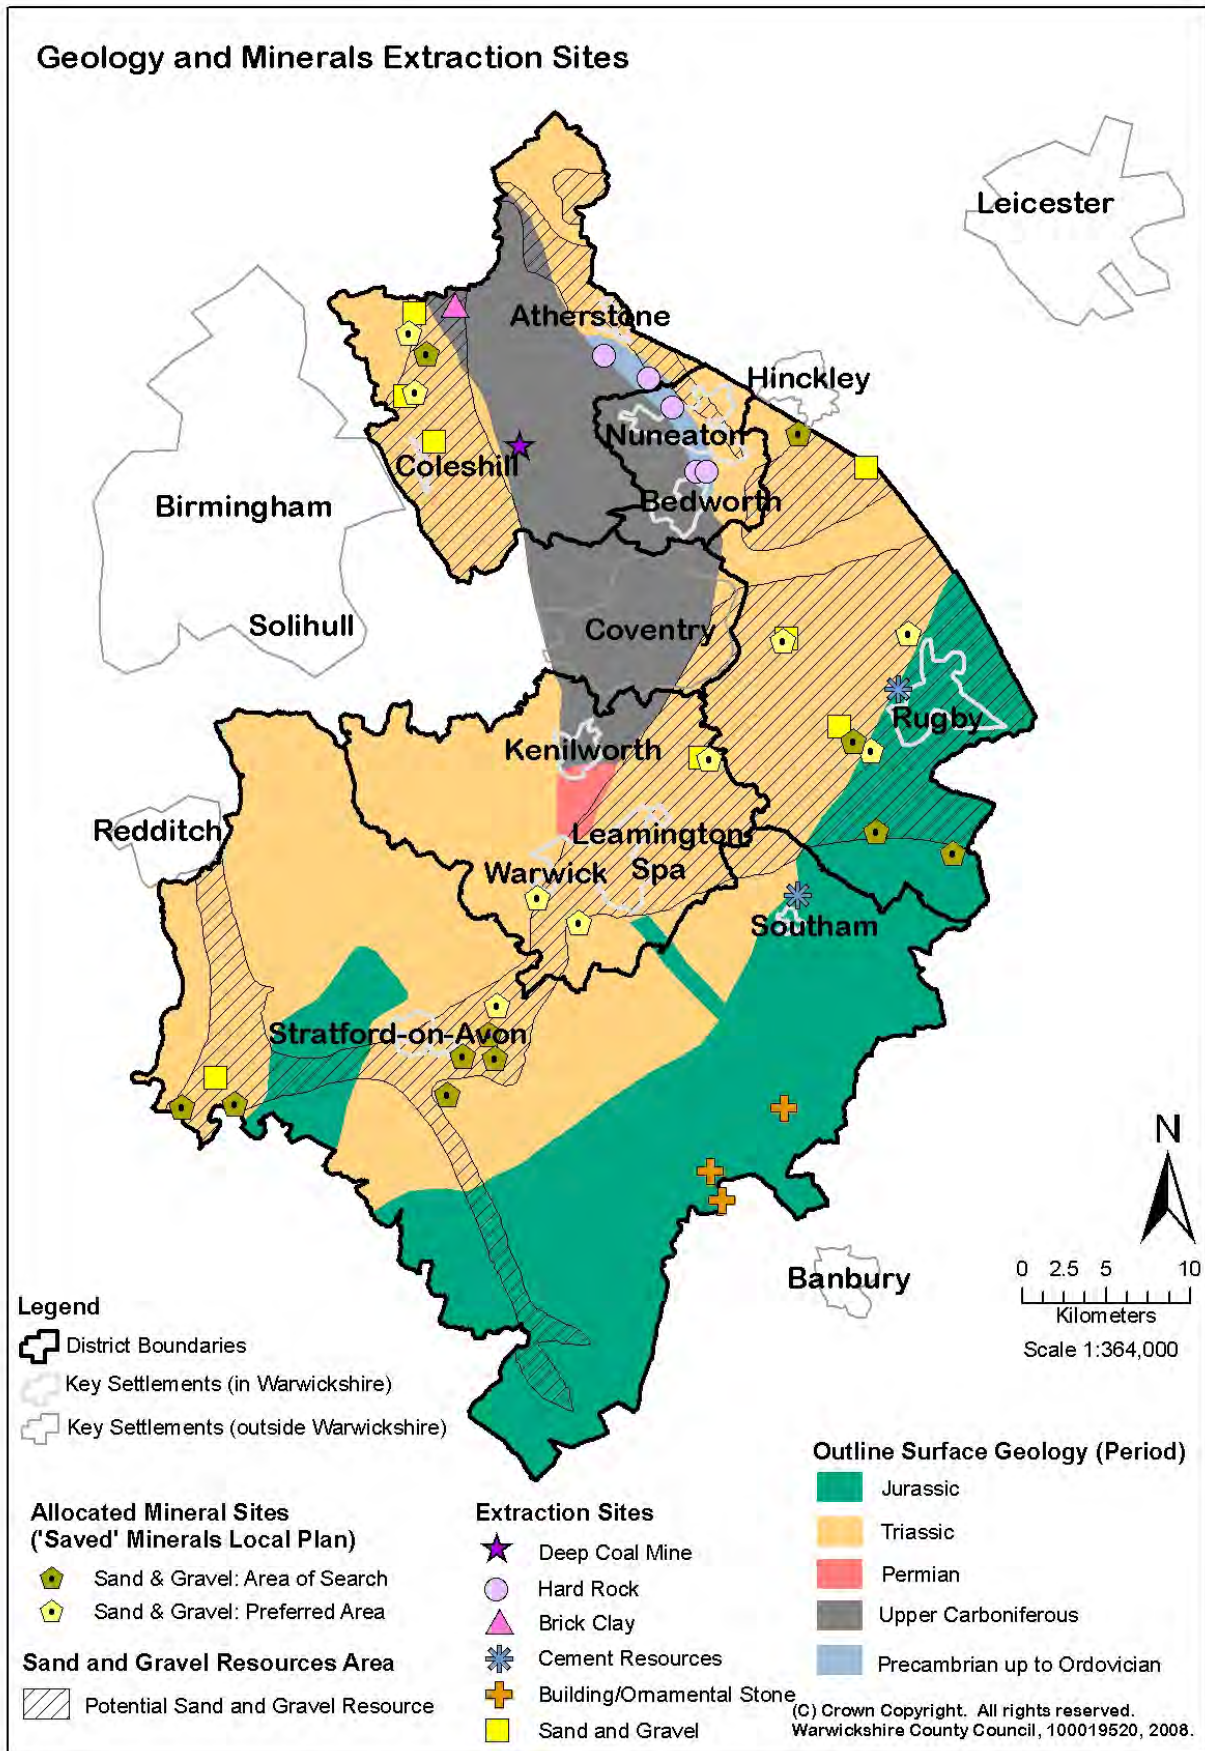 Geology and Minerals Extraction Sites
Leicester
Atherstone
Hinckley
Nuneaton
Coleshill
Bedworth
Birmingham
Solihull
Coventry
Rugby
Kenilworth
Redditch
Leamington
Spa
Warwick
Southam
Stratford-on-Avon
N
Banbury
0 2.5 5 10
Kilometers
Scale 1:364,000
Legend
District Boundaries
Key Settlements (in Warwickshire)
Key Settlements (outside Warwickshire)
Allocated Mineral Sites
('Saved' Minerals Local Plan)
Sand & Gravel: Area of Search
Sand & Gravel: Preferred Area
Sand and Gravel Resources Area
Potential Sand and Gravel Resource
Extraction Sites
Deep Coal Mine
Hard Rock
Brick Clay
Cement Resources
Building/Ornamental Stone
Sand and Gravel
Outline Surface Geology (Period)
Jurassic
Triassic
Permian
Upper Carboniferous
Precambrian up to Ordovician
(C) Crown Copyright. All rights reserved.
Warwickshire County Council, 100019520, 2008.